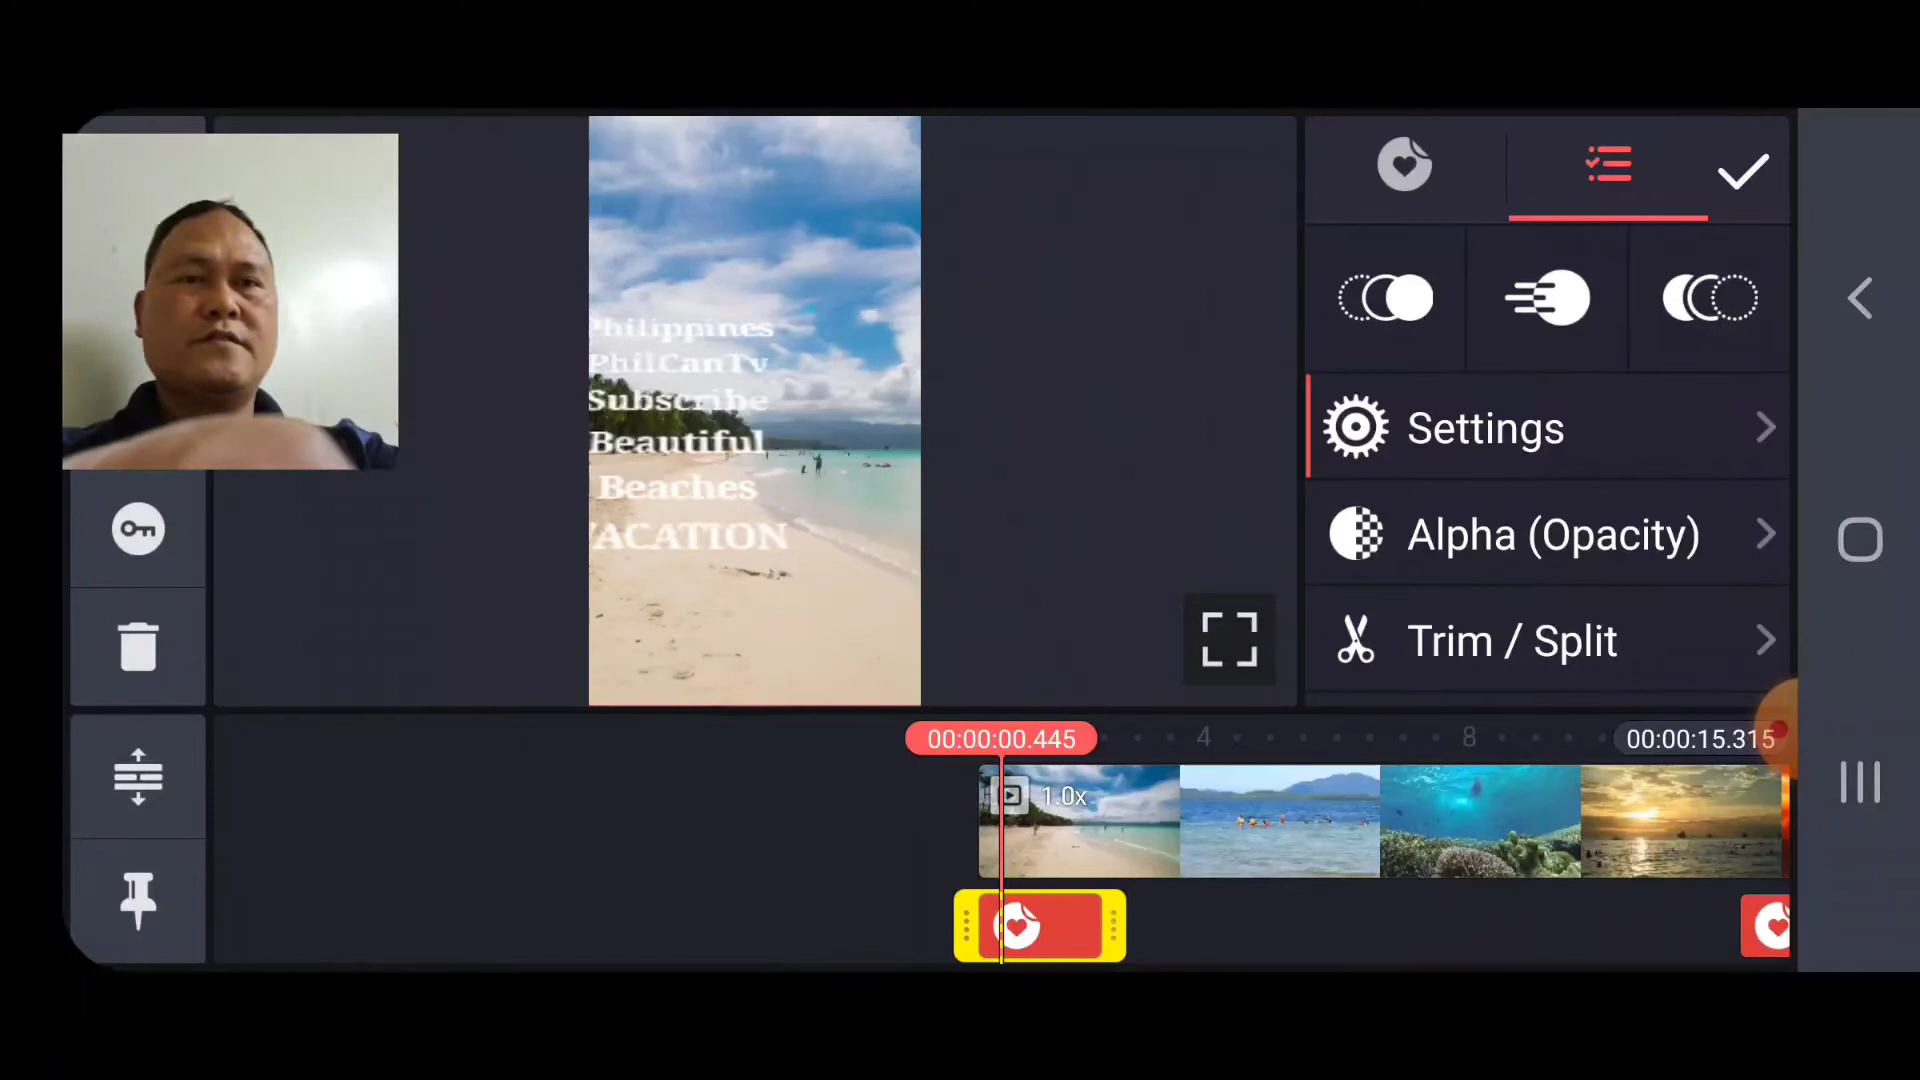 Philippines
PhilCanTv
Subscribe
Beautiful
Beaches
VACATION
Settings
Alpha (Opacity)
Trim / Split
00:00:00.445
4
8
00:00:15.315
1.0x